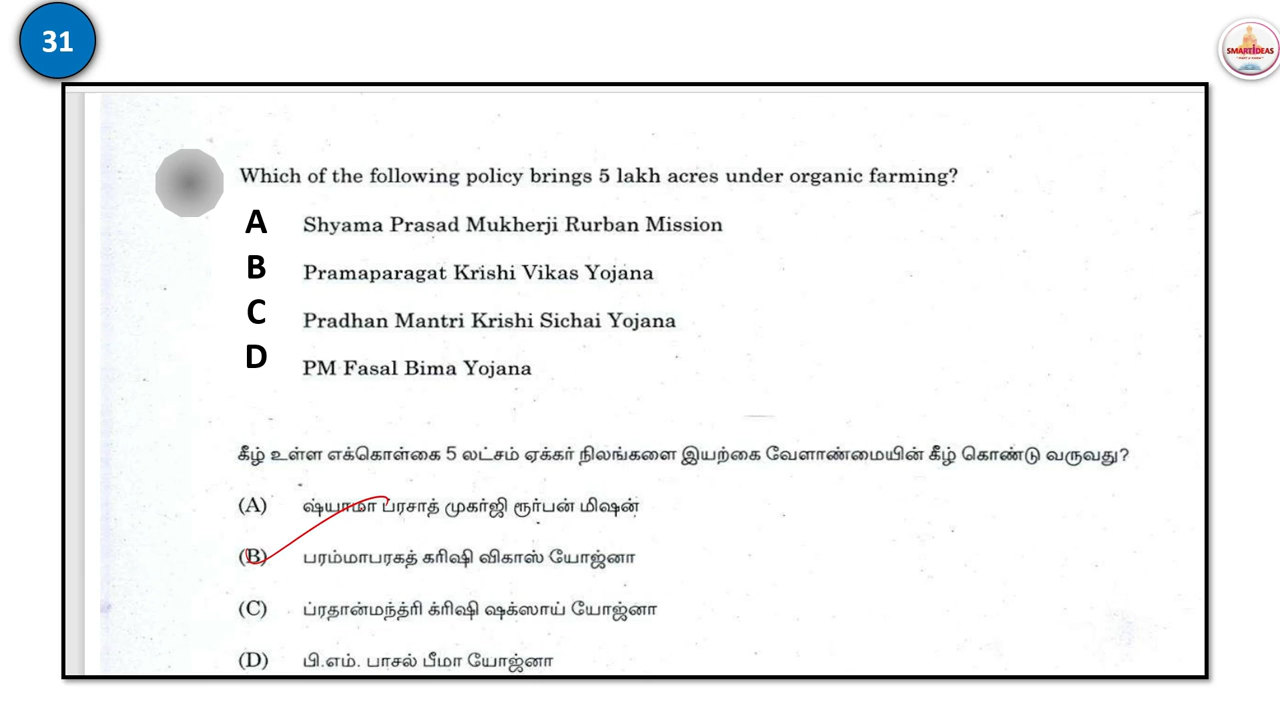 31
SMARTIDEAS
Which of the following policy brings 5 lakh acres under organic farming?
A Shyama Prasad Mukherji Rurban Mission
B Pramaparagat Krishi Vikas Yojana
C Pradhan Mantri Krishi Sichai Yojana
D PM Fasal Bima Yojana
கீழ் உள்ள எக்கொள்கை 5 லட்சம் ஏக்கர் நிலங்களை இயற்கை வேளாண்மையின் கீழ் கொண்டு வருவது?
(A) ஷ்யாமா ப்ரசாத் முகர்ஜி ரூர்பன் மிஷன்
(B) பரம்மாபரகத் கரிஷி விகாஸ் யோஜ்னா
(C) ப்ரதான்மந்த்ரி க்ரிஷி ஷக்ஸாய் யோஜ்னா
(D) பி.எம். பாசல் பீமா யோஜ்னா